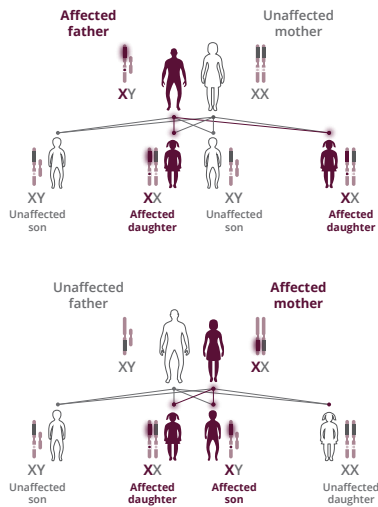 Affected
father
Unaffected
mother
XY
XX
XY
Unaffected
son
XX
Affected
daughter
XY
Unaffected
son
XX
Affected
daughter
Unaffected
father
Affected
mother
XY
XX
XY
Unaffected
son
XX
Affected
daughter
XY
Affected
son
XX
Unaffected
daughter